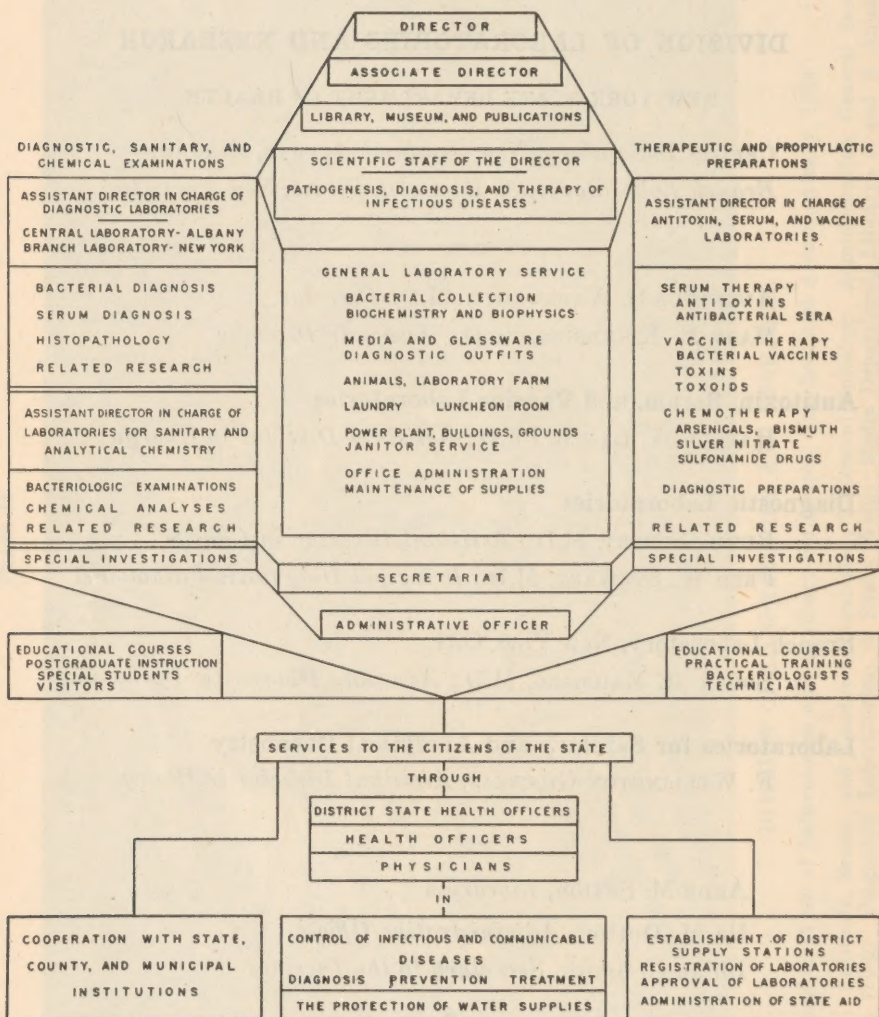 DIRECTOR
ASSOCIATE DIRECTOR
LIBRARY, MUSEUM, AND PUBLICATIONS
DIAGNOSTIC, SANITARY, AND
CHEMICAL EXAMINATIONS
SCIENTIFIC STAFF OF THE DIRECTOR
PATHOGENESIS, DIAGNOSIS, AND THERAPY OF
INFECTIOUS DISEASES
THERAPEUTIC AND PROPHYLACTIC
PREPARATIONS
ASSISTANT DIRECTOR IN CHARGE OF
DIAGNOSTIC LABORATORIES
CENTRAL LABORATORY- ALBANY
BRANCH LABORATORY- NEW YORK
BACTERIAL DIAGNOSIS
SERUM DIAGNOSIS
HISTOPATHOLOGY
RELATED RESEARCH
ASSISTANT DIRECTOR IN CHARGE OF
LABORATORIES FOR SANITARY AND
ANALYTICAL CHEMISTRY
BACTERIOLOGIC EXAMINATIONS
CHEMICAL ANALYSES
RELATED RESEARCH
SPECIAL INVESTIGATIONS
GENERAL LABORATORY SERVICE
BACTERIAL COLLECTION
BIOCHEMISTRY AND BIOPHYSICS
MEDIA AND GLASSWARE
DIAGNOSTIC OUTFITS
ANIMALS, LABORATORY FARM
LAUNDRY LUNCHEON ROOM
POWER PLANT, BUILDINGS, GROUNDS
JANITOR SERVICE
OFFICE ADMINISTRATION
MAINTENANCE OF SUPPLIES
ASSISTANT DIRECTOR IN CHARGE OF
ANTITOXIN, SERUM, AND VACCINE
LABORATORIES
SERUM THERAPY
ANTITOXINS
ANTIBACTERIAL SERA
VACCINE THERAPY
BACTERIAL VACCINES
TOXINS
TOXOIDS
CHEMOTHERAPY
ARSENICALS, BISMUTH
SILVER NITRATE
SULFONAMIDE DRUGS
DIAGNOSTIC PREPARATIONS
RELATED RESEARCH
SPECIAL INVESTIGATIONS
SECRETARIAT
ADMINISTRATIVE OFFICER
EDUCATIONAL COURSES
POSTGRADUATE INSTRUCTION
SPECIAL STUDENTS
VISITORS
EDUCATIONAL COURSES
PRACTICAL TRAINING
BACTERIOLOGISTS
TECHNICIANS
SERVICES TO THE CITIZENS OF THE STATE
THROUGH
DISTRICT STATE HEALTH OFFICERS
HEALTH OFFICERS
PHYSICIANS
IN
COOPERATION WITH STATE,
COUNTY, AND MUNICIPAL
INSTITUTIONS
CONTROL OF INFECTIOUS AND COMMUNICABLE
DISEASES
DIAGNOSIS PREVENTION TREATMENT
THE PROTECTION OF WATER SUPPLIES
ESTABLISHMENT OF DISTRICT
SUPPLY STATIONS
REGISTRATION OF LABORATORIES
APPROVAL OF LABORATORIES
ADMINISTRATION OF STATE AID